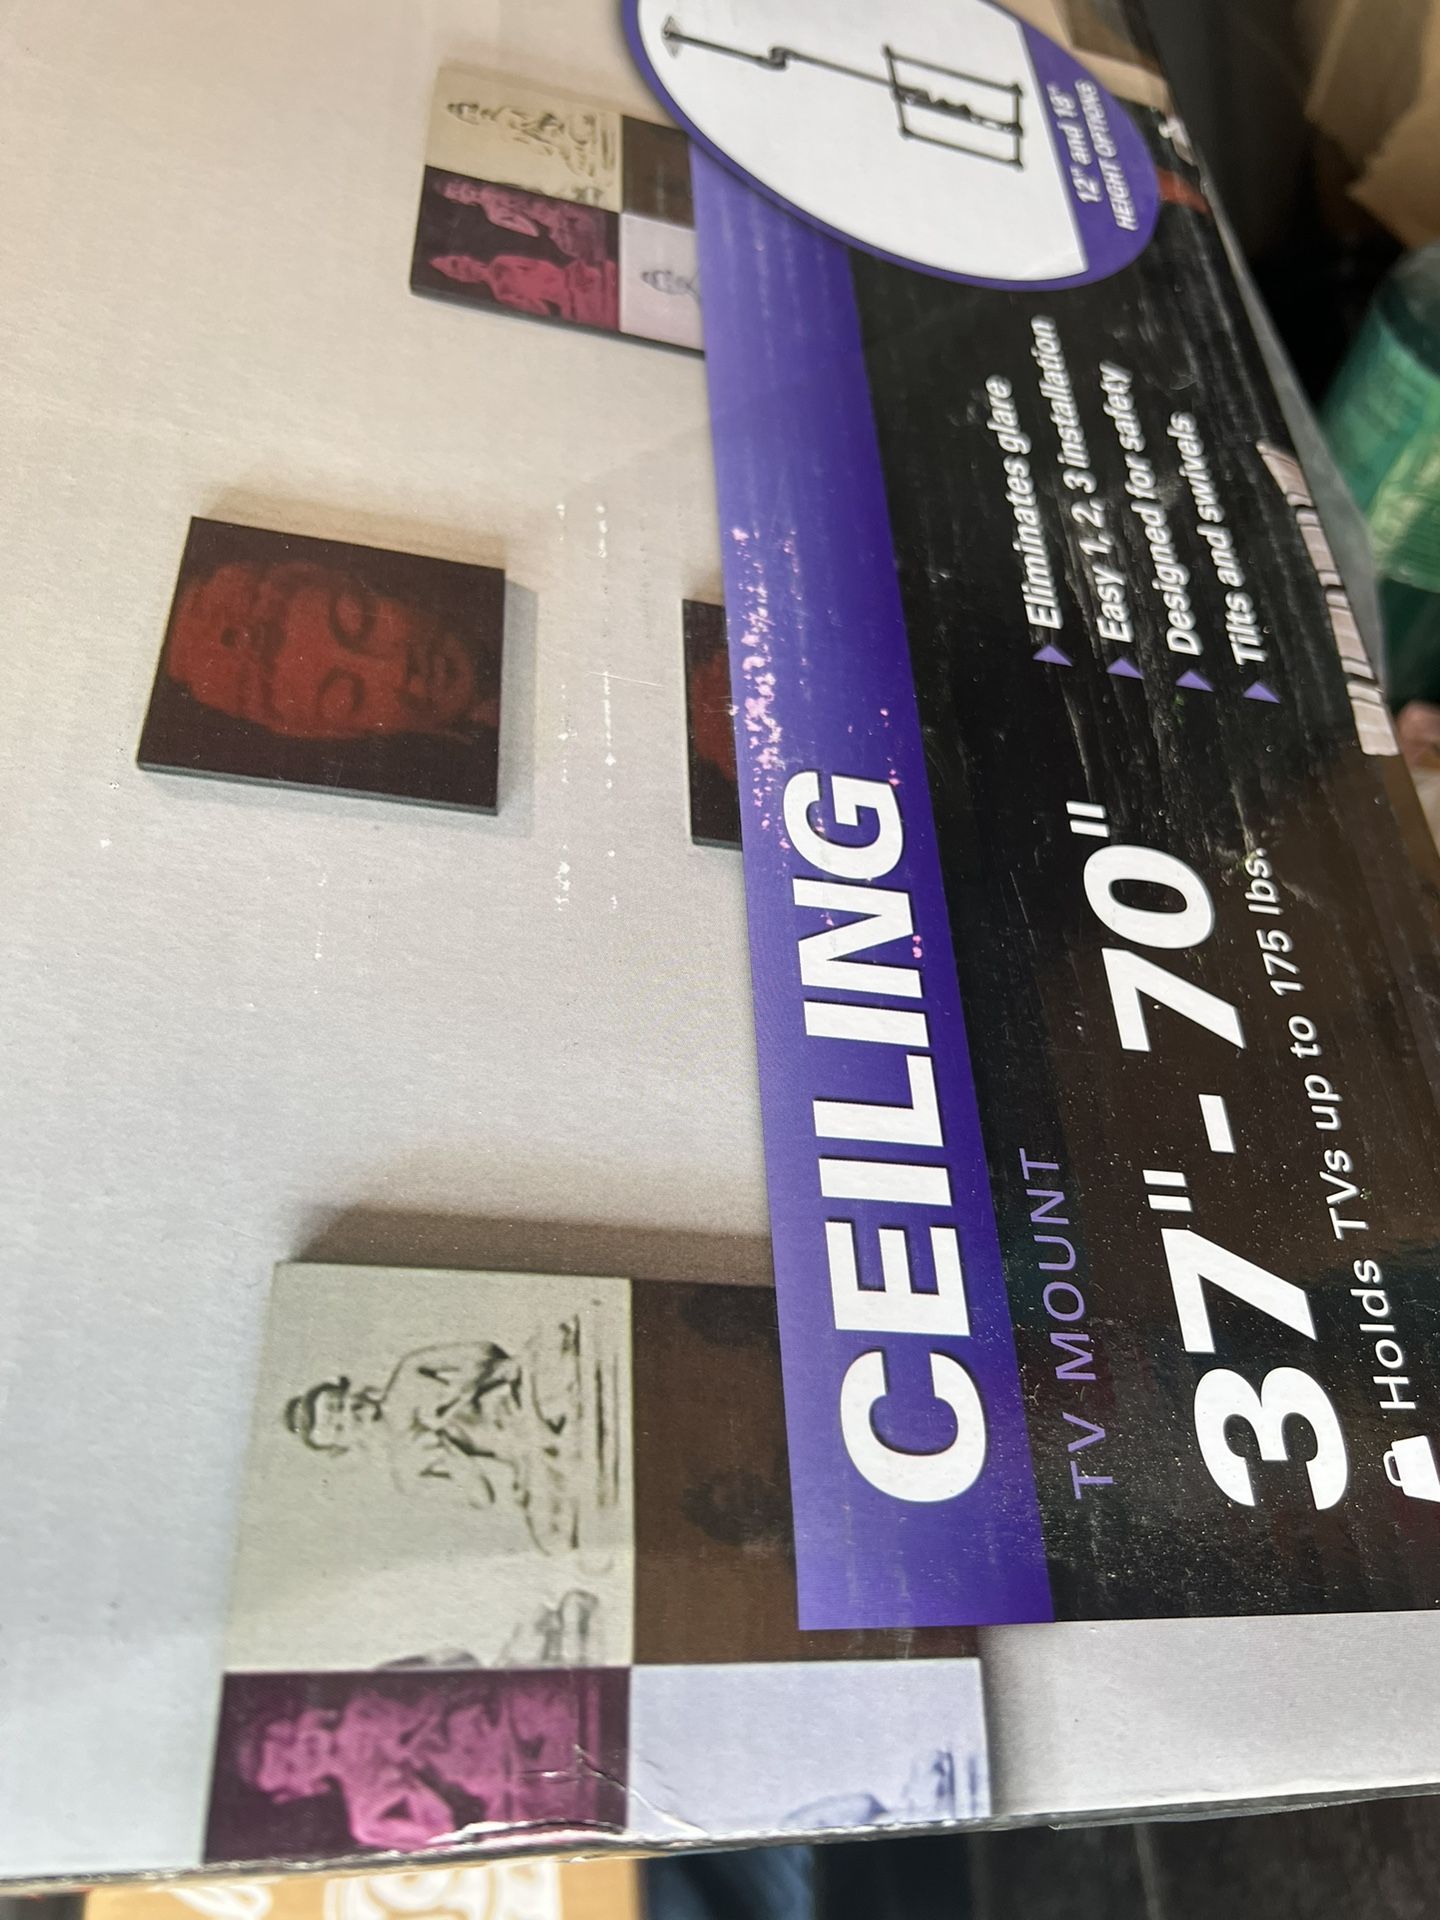 CEILING
TV MOUNT
37" - 70"
Holds TVs up to 175 lbs.
Eliminates glare
Easy 1, 2, 3 installation
Designed for safety
Tilts and swivels
12" and 18"
HEIGHT OPTIONS